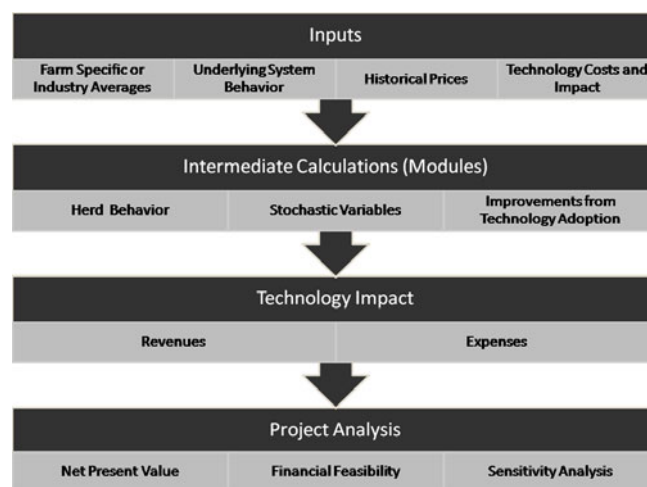 Inputs
Farm Specific or
Industry Averages
Underlying System
Behavior
Historical Prices
Technology Costs and
Impact
Intermediate Calculations (Modules)
Herd Behavior
Stochastic Variables
Improvements from
Technology Adoption
Technology Impact
Revenues
Expenses
Project Analysis
Net Present Value
Financial Feasibility
Sensitivity Analysis